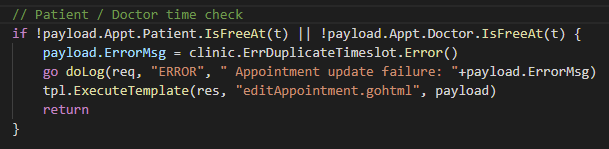 // Patient / Doctor time check
if !payload.Appt.Patient.IsFreeAt(t) || !payload.Appt.Doctor.IsFreeAt(t) {
payload.ErrorMsg = clinic.ErrDuplicateTimeslot.Error()
go doLog(req, "ERROR", " Appointment update failure: "+payload.ErrorMsg)
tpl.ExecuteTemplate(res, "editAppointment.gohtml", payload)
return
}